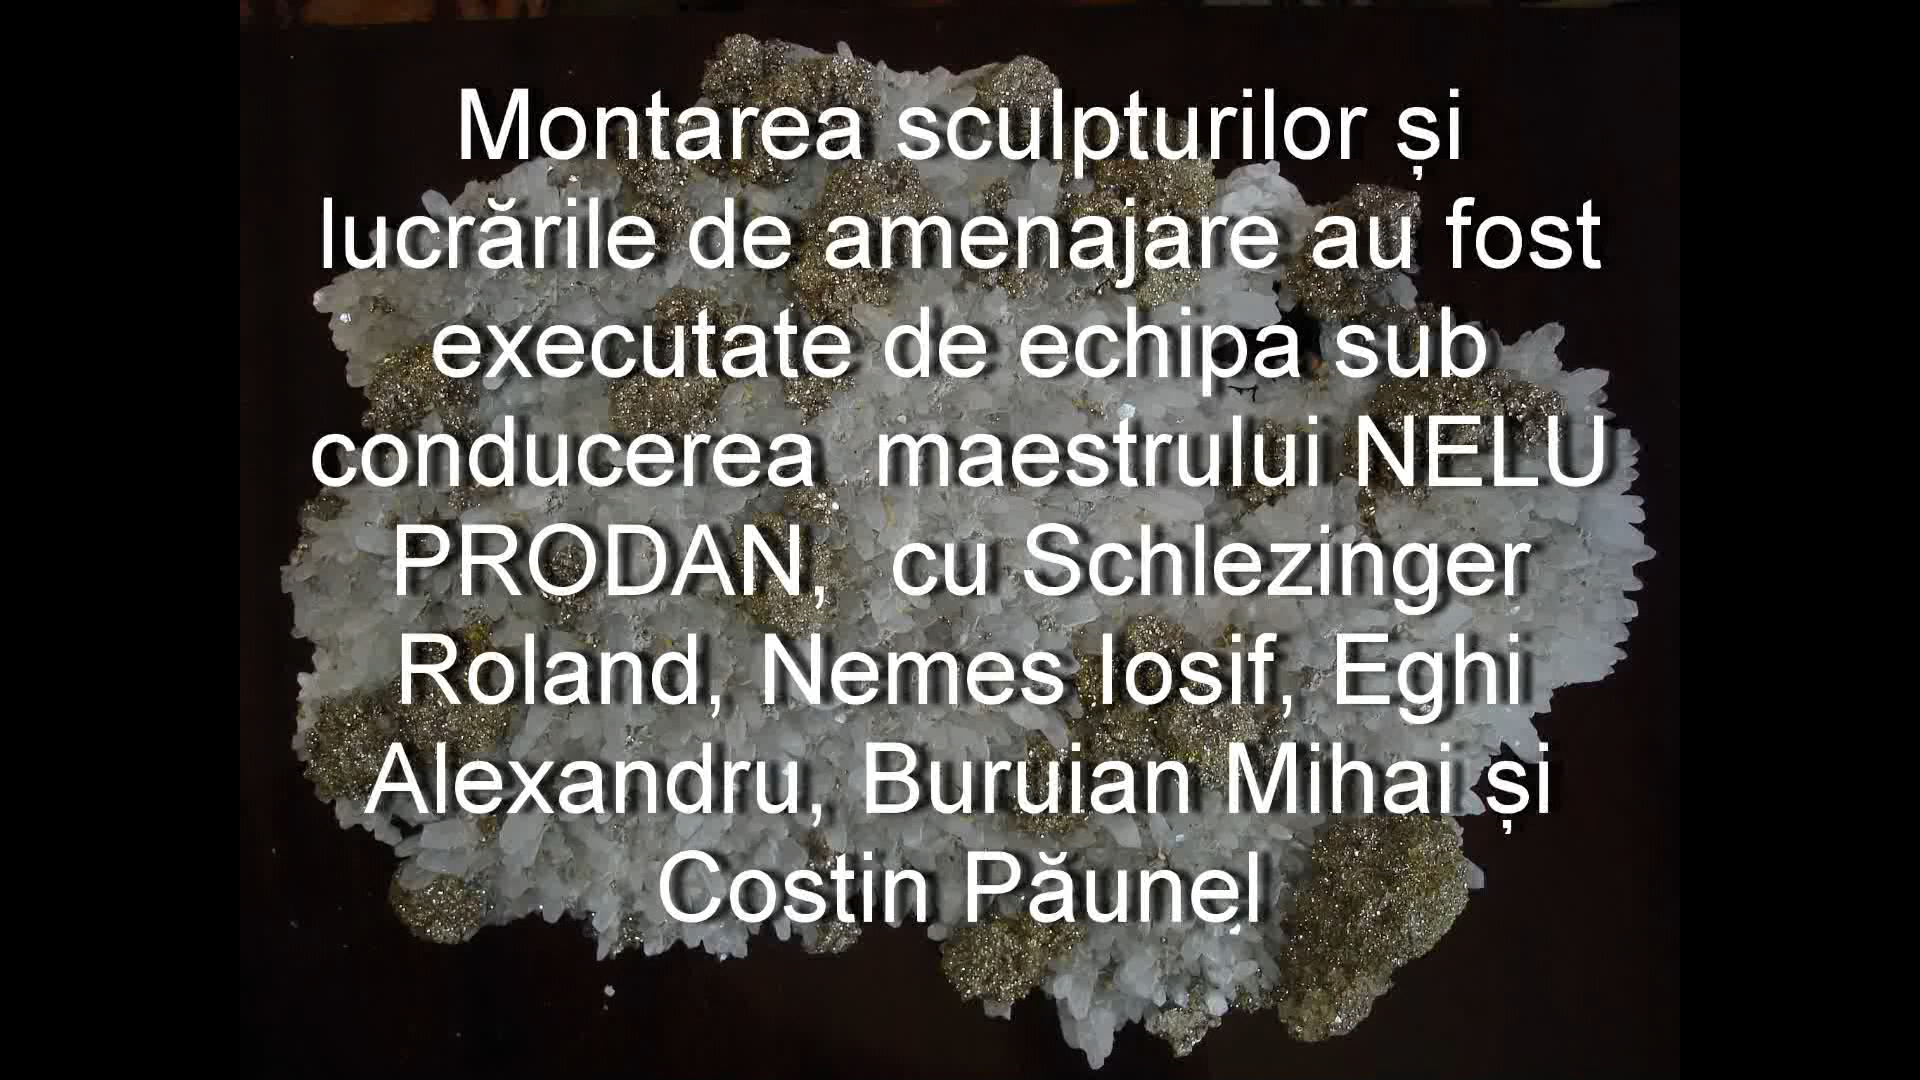 Montarea sculpturilor și
lucrările de amenajare au fost
executate de echipa sub
conducerea maestrului NELU
PRODAN, cu Schlezinger
Roland, Nemes Iosif, Eghi
Alexandru, Buruian Mihai și
Costin Păunel